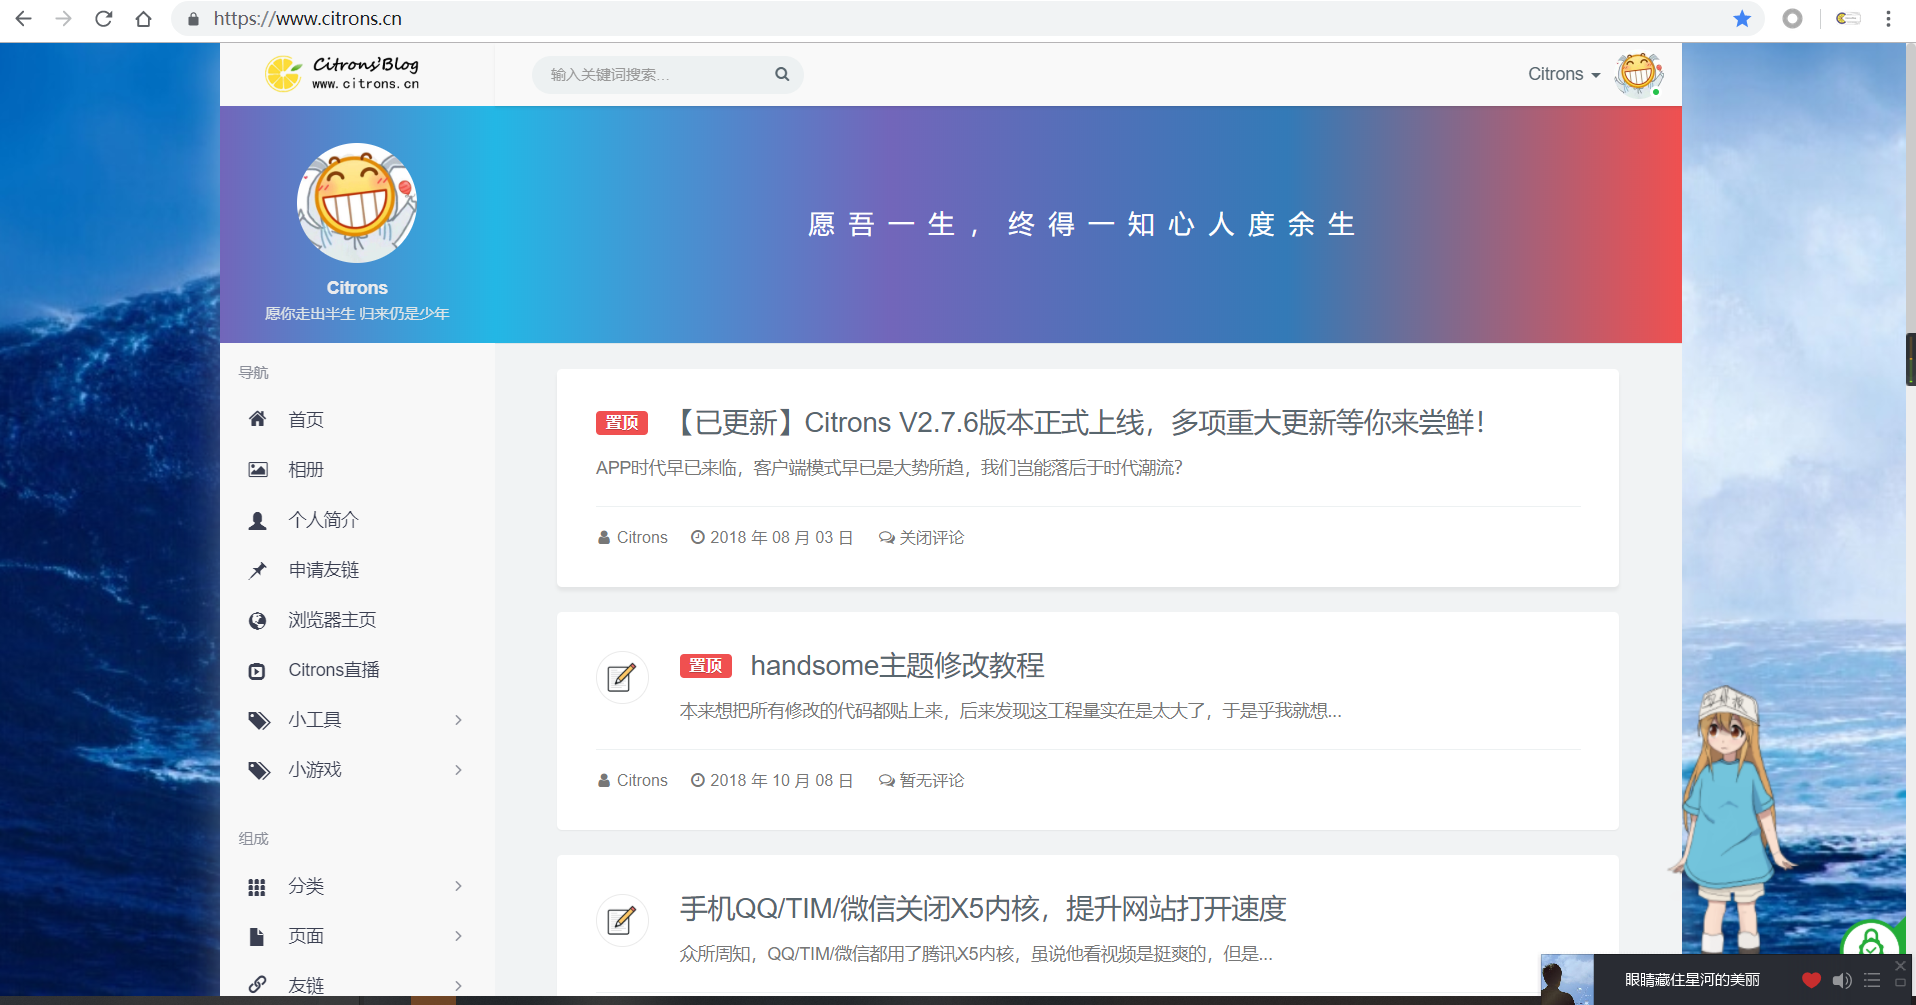 https://www.citrons.cn
Citrons'Blog
www.citrons.cn
输入关键词搜索...
Citrons
愿吾一生，终得一知心人度余生
Citrons
愿你走出半生 归来仍是少年
导航
首页
相册
个人简介
申请友链
浏览器主页
Citrons直播
小工具
小游戏
组成
分类
页面
友链
置顶 【已更新】Citrons V2.7.6版本正式上线，多项重大更新等你来尝鲜！
APP时代早已来临，客户端模式早已是大势所趋，我们岂能落后于时代潮流？
Citrons 2018 年 08 月 03 日 关闭评论
置顶 handsome主题修改教程
本来想把所有修改的代码都贴上来，后来发现这工程量实在是太大了，于是乎我就想...
Citrons 2018 年 10 月 08 日 暂无评论
手机QQ/TIM/微信关闭X5内核，提升网站打开速度
众所周知，QQ/TIM/微信都用了腾讯X5内核，虽说他看视频是挺爽的，但是...
眼睛藏住星河的美丽